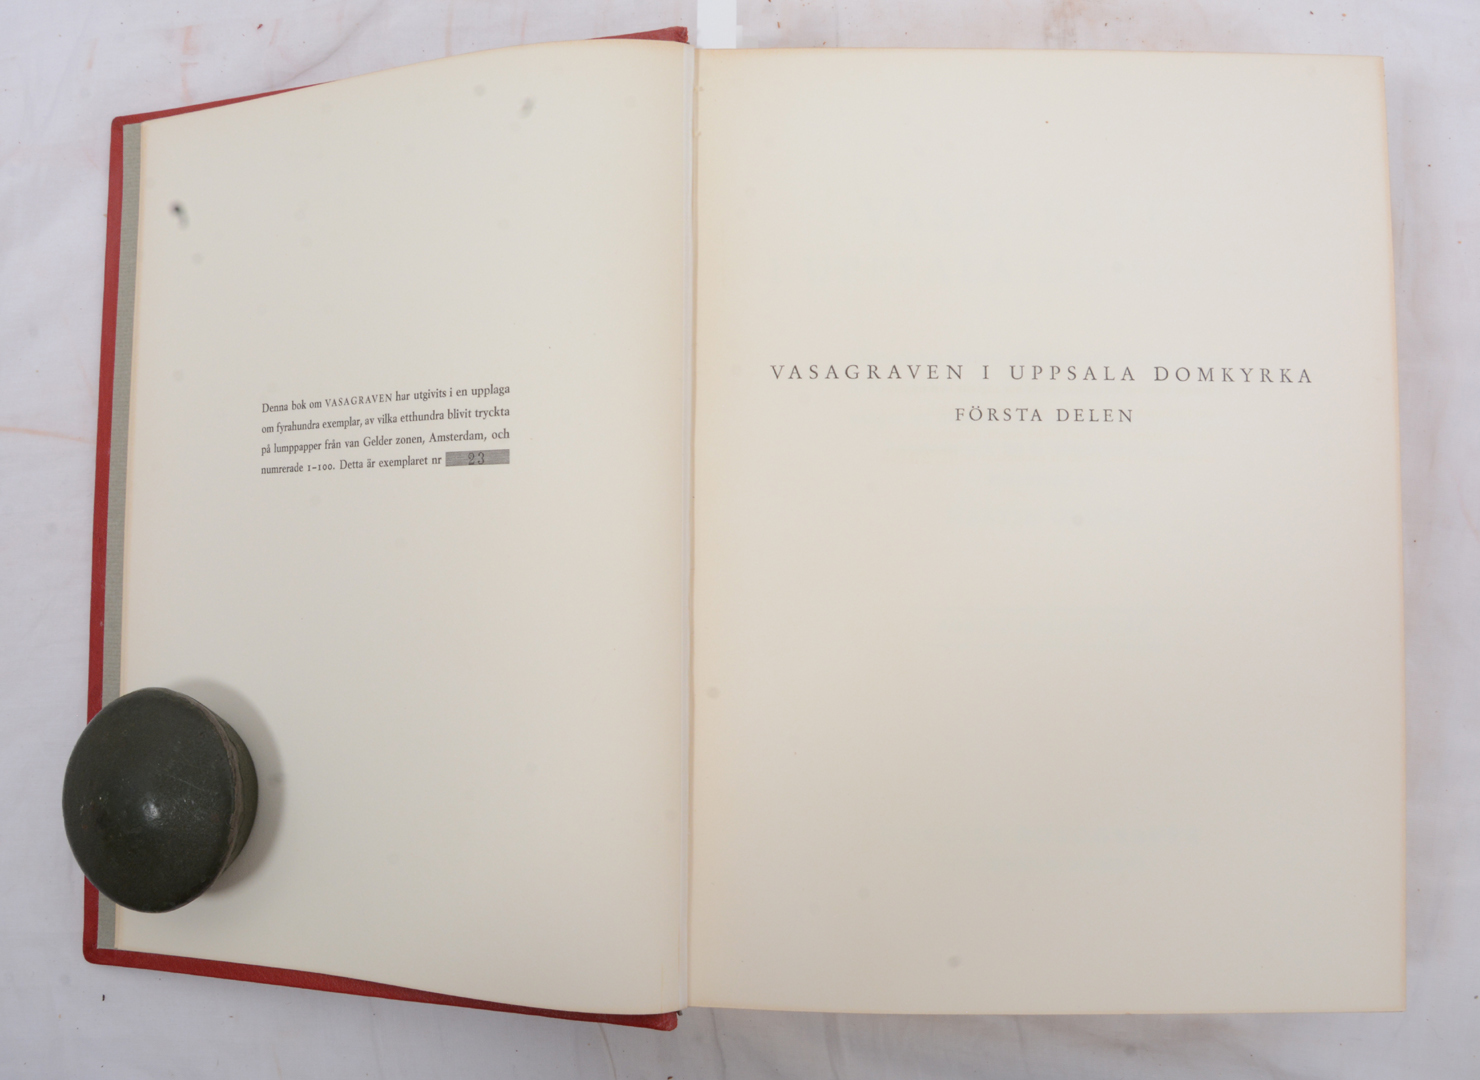 Denna bok om VASAGRAVEN har utgivits i en upplaga
om fyrahundra exemplar, av vilka etthundra blivit tryckta
på lumppapper från van Gelder zonen, Amsterdam, och
numrerade 1–100. Detta är exemplaret nr 23
VASAGRAVEN I UPPSALA DOMKYRKA
FÖRSTA DELEN